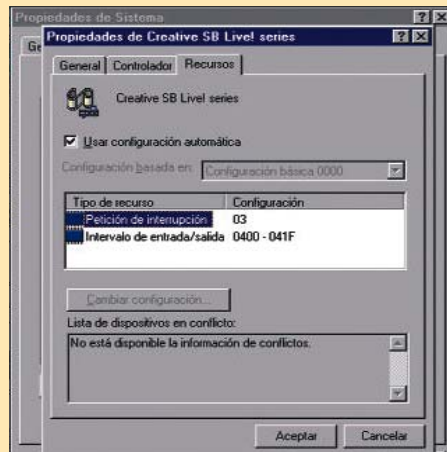 Propiedades de Sistema
Propiedades de Creative SB Live! series
Ge
General Controlador Recursos
Creative SB Live! series
Usar configuración automática
Configuración basada en: Configuración básica 0000
Tipo de recurso Configuración
Petición de interrupción 03
Intervalo de entrada/salida 0400 - 041F
Cambiar configuración...
Lista de dispositivos en conflicto:
No está disponible la información de conflictos.
Aceptar Cancelar